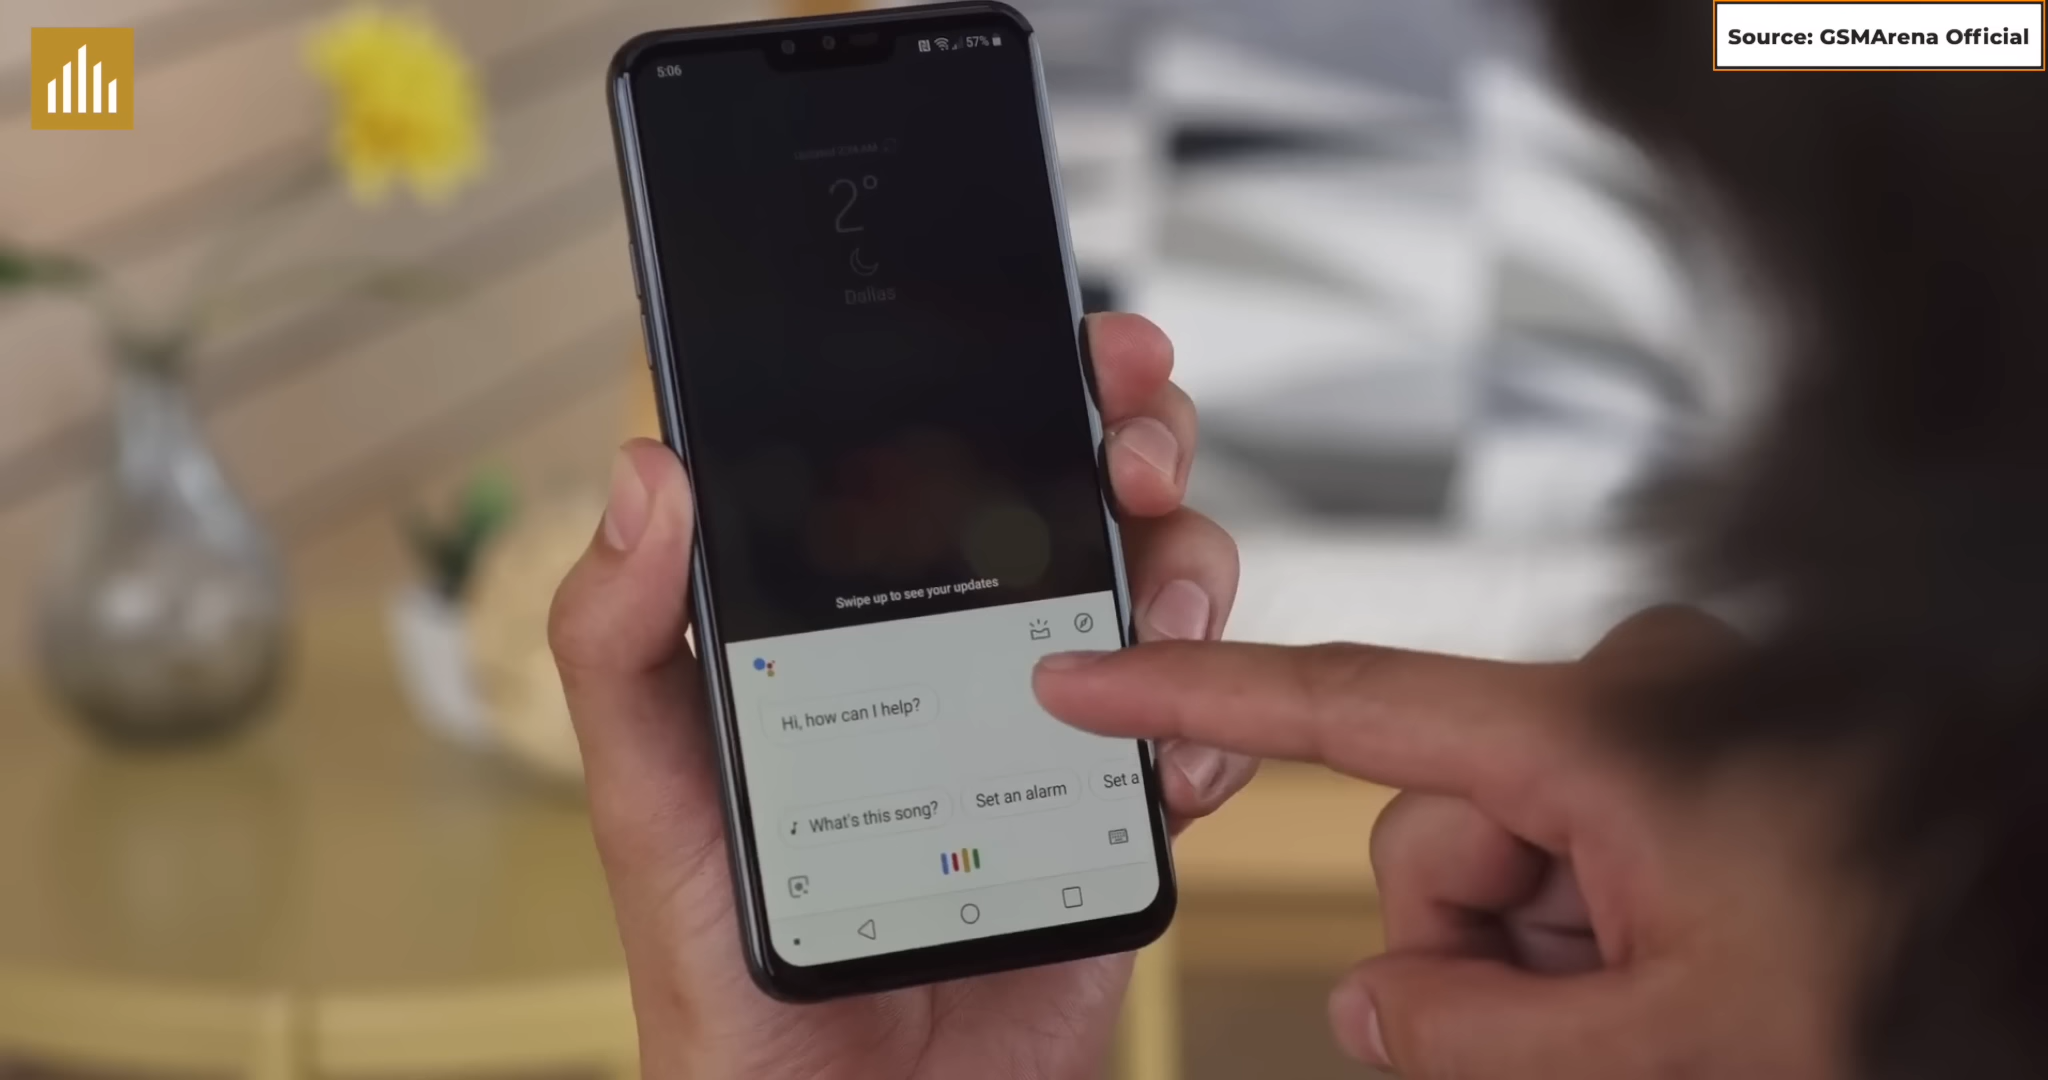 Source: GSMArena Official
5:06
57%
2°
Dallas
Swipe up to see your updates
Hi, how can I help?
What's this song?
Set an alarm
Set a